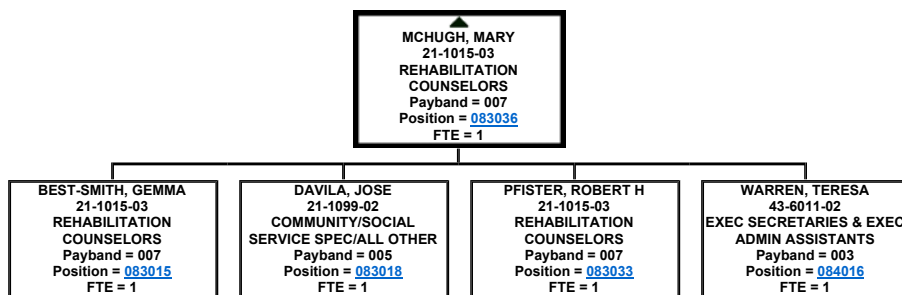 MCHUGH, MARY
21-1015-03
REHABILITATION
COUNSELORS
Payband = 007
Position = 083036
FTE = 1
BEST-SMITH, GEMMA
21-1015-03
REHABILITATION
COUNSELORS
Payband = 007
Position = 083015
FTE = 1
DAVILA, JOSE
21-1099-02
COMMUNITY/SOCIAL
SERVICE SPEC/ALL OTHER
Payband = 005
Position = 083018
FTE = 1
PFISTER, ROBERT H
21-1015-03
REHABILITATION
COUNSELORS
Payband = 007
Position = 083033
FTE = 1
WARREN, TERESA
43-6011-02
EXEC SECRETARIES & EXEC
ADMIN ASSISTANTS
Payband = 003
Position = 084016
FTE = 1